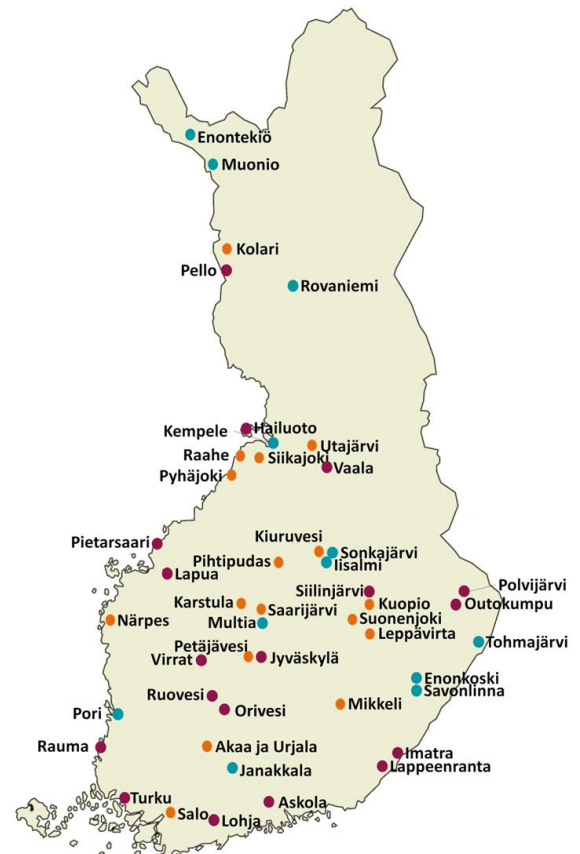 Enontekiö
Muonio
Kolari
Pello
Rovaniemi
Hailuoto
Kempele
Utajärvi
Raahe
Siikajoki
Vaala
Pyhäjoki
Kiuruvesi
Pietarsaari
Sonkajärvi
Pihtipudas
Iisalmi
Lapua
Polvijärvi
Siilinjärvi
Karstula
Kuopio
Outokumpu
Saarijärvi
Närpes
Suonenjoki
Multia
Leppävirta
Tohmajärvi
Petäjävesi
Virrat
Jyväskylä
Enonkoski
Savonlinna
Ruovesi
Mikkeli
Orivesi
Pori
Rauma
Akaa ja Urjala
Imatra
Lappeenranta
Janakkala
Turku
Askola
Salo
Lohja